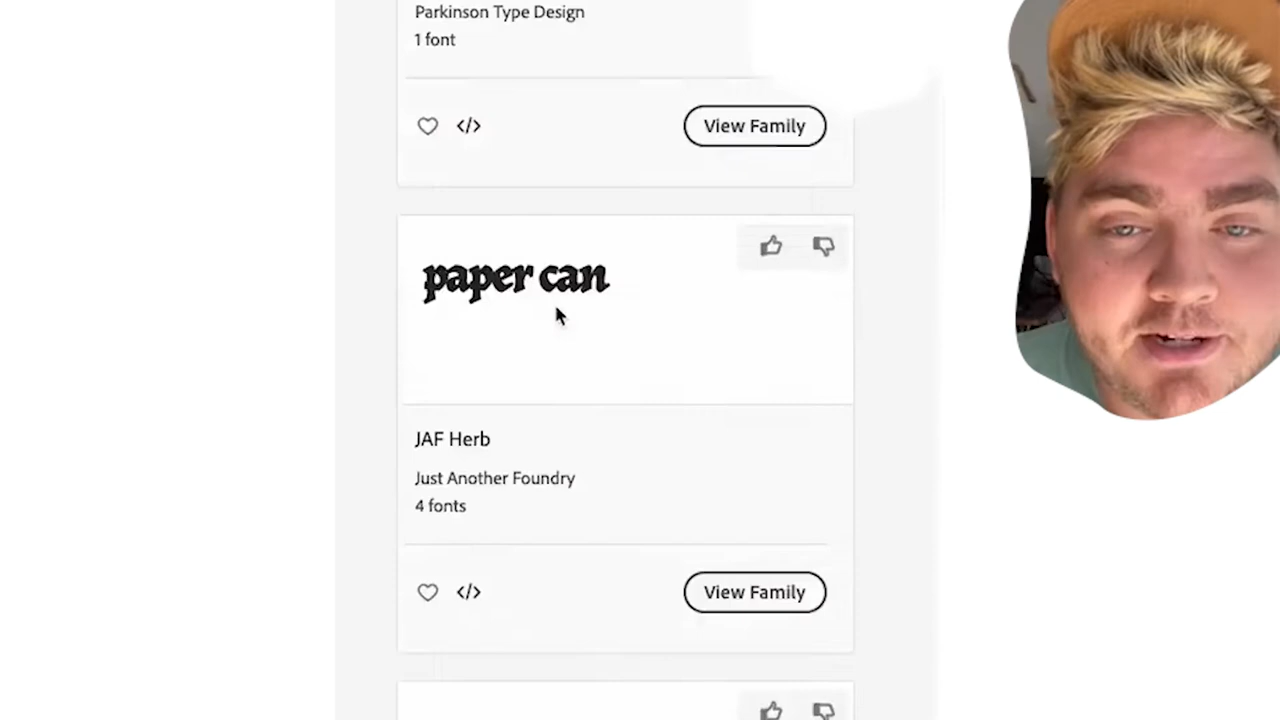 Parkinson Type Design
1 font
</> View Family
paper can
JAF Herb
Just Another Foundry
4 fonts
</> View Family